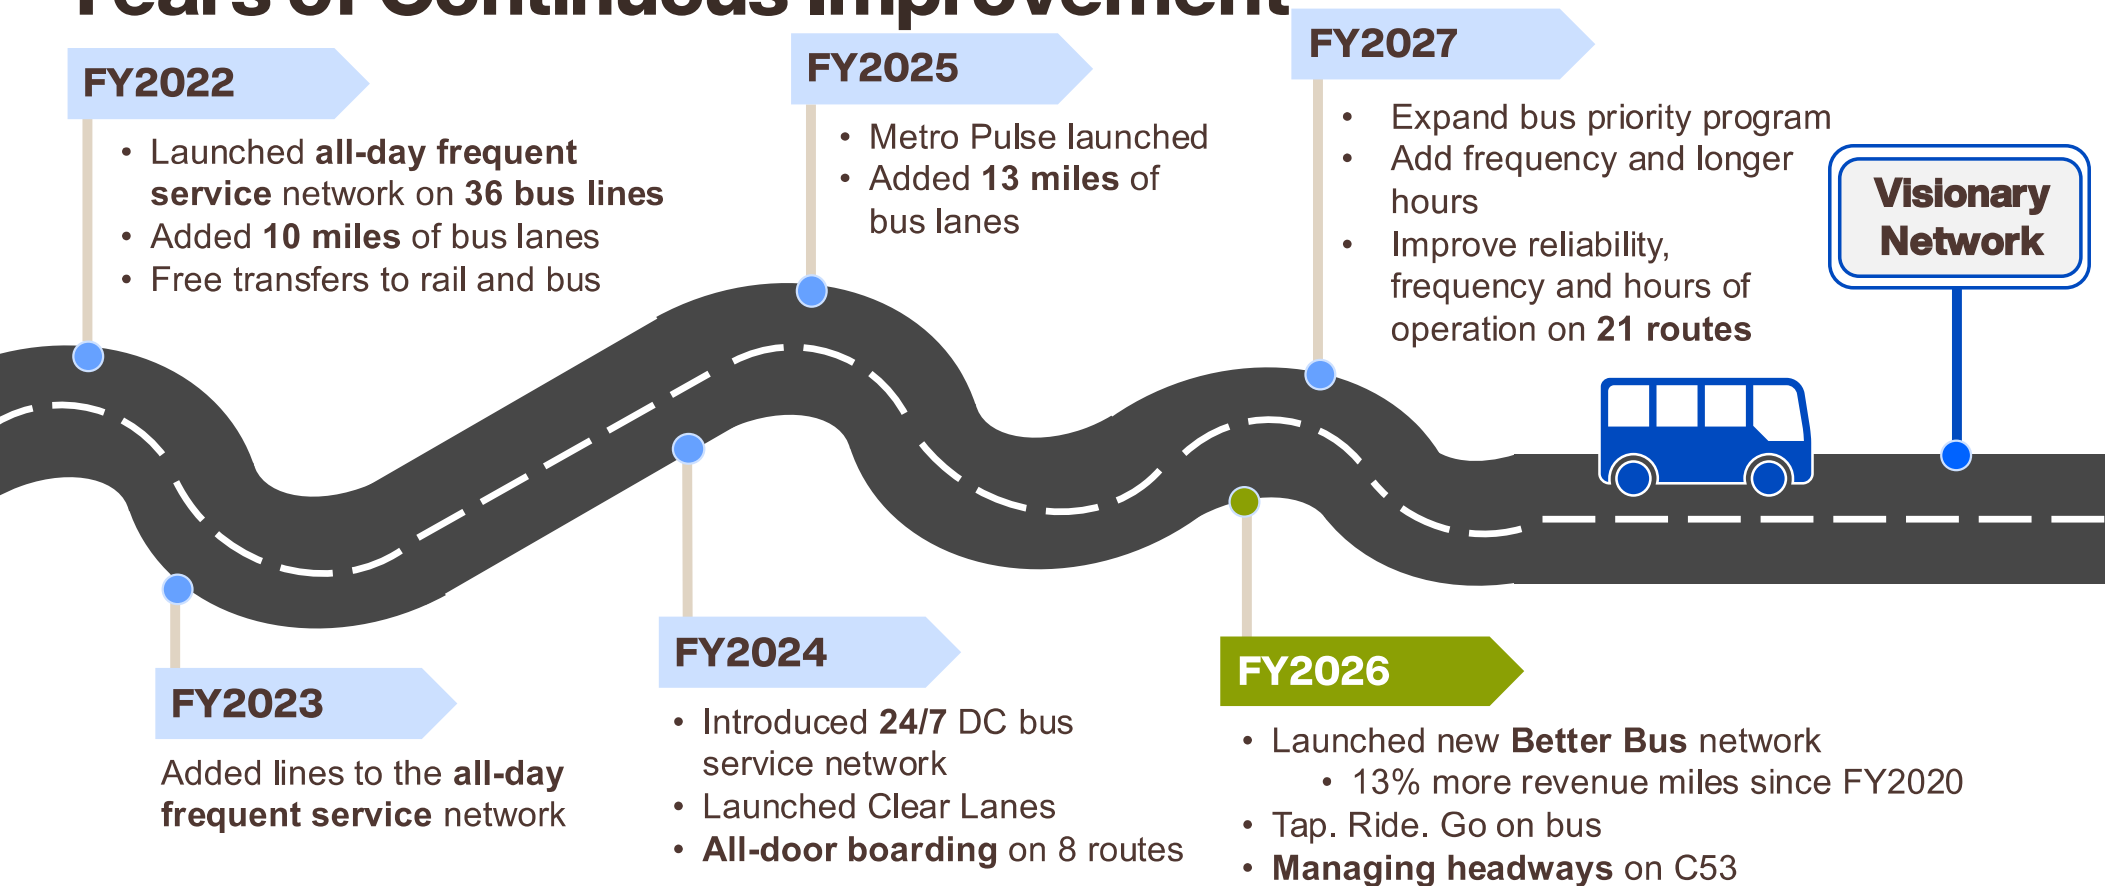 Years of Continuous Improvement
FY2022
• Launched all-day frequent
service network on 36 bus lines
• Added 10 miles of bus lanes
• Free transfers to rail and bus
FY2025
• Metro Pulse launched
• Added 13 miles of
bus lanes
FY2027
• Expand bus priority program
• Add frequency and longer
hours
• Improve reliability,
frequency and hours of
operation on 21 routes
Visionary
Network
FY2023
Added lines to the all-day
frequent service network
FY2024
• Introduced 24/7 DC bus
service network
• Launched Clear Lanes
• All-door boarding on 8 routes
FY2026
• Launched new Better Bus network
• 13% more revenue miles since FY2020
• Tap. Ride. Go on bus
• Managing headways on C53